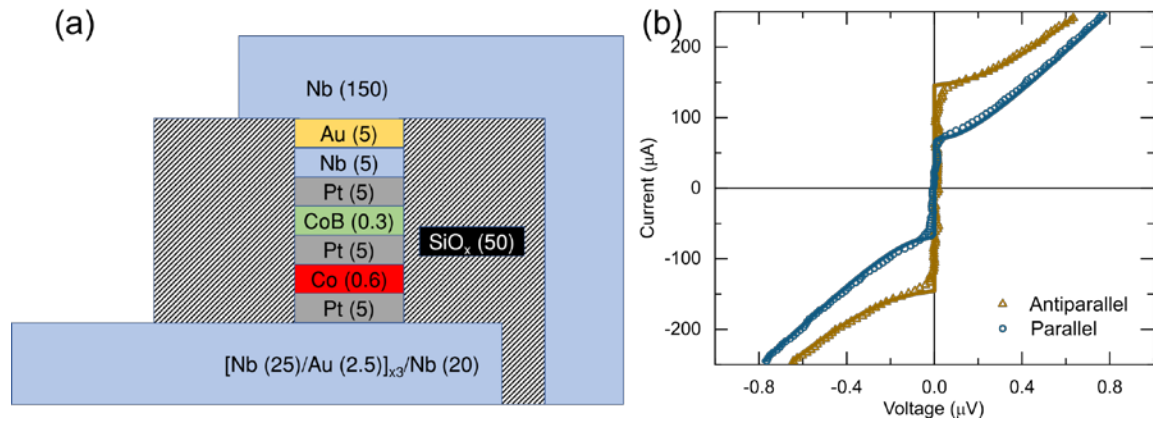 (a)
Nb (150)
Au (5)
Nb (5)
Pt (5)
CoB (0.3)
Pt (5)
Co (0.6)
Pt (5)
SiOₓ (50)
[Nb (25)/Au (2.5)]ₓ₃/Nb (20)
(b)
Current (μA)
200
100
0
-100
-200
-0.8
-0.4
0.0
0.4
0.8
Voltage (μV)
Antiparallel
Parallel